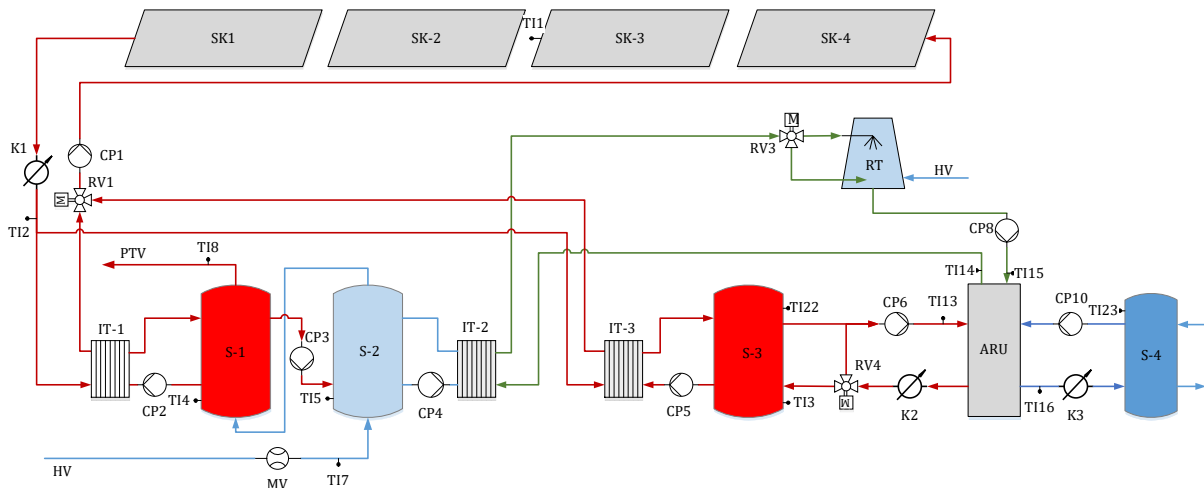 TI1
SK1
SK-2
SK-3
SK-4
K1
CP1
M
RV3
RT
HV
RV1
M
TI2
CP8
PTV
TI8
TI14
TI15
TI22
CP6
TI13
CP10
TI23
IT-1
CP3
IT-2
IT-3
S-1
S-2
S-3
ARU
S-4
RV4
CP2
TI4
TI5
CP4
CP5
TI3
M
K2
TI16
K3
HV
MV
TI7